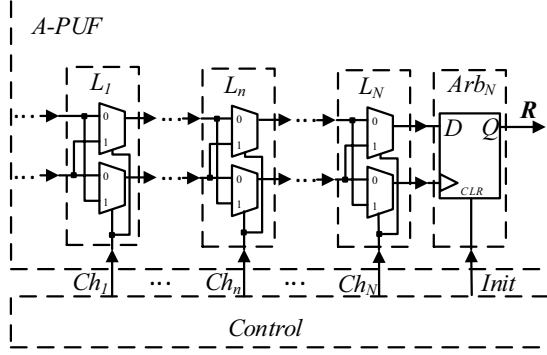 A-PUF
L1 Ln LN ArbN
... 0 ... ... 0 ... 0 D Q R
1 1 1
... 0 ... ... 0 ... 0
1 1 1 CLR
Ch1 ... Chn ... ChN Init
Control